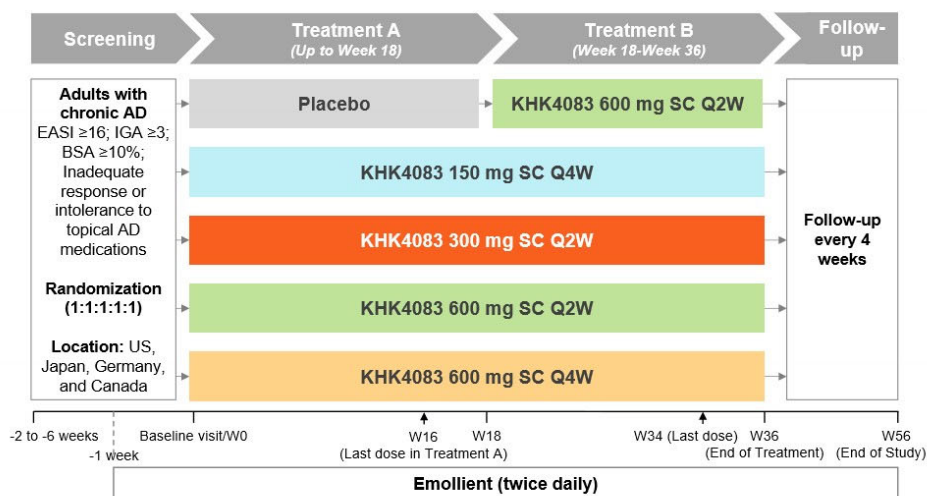 Screening
Treatment A
(Up to Week 18)
Treatment B
(Week 18-Week 36)
Follow-
up
Adults with
chronic AD
EASI ≥16; IGA ≥3;
BSA ≥10%;
Inadequate
response or
intolerance to
topical AD
medications
Randomization
(1:1:1:1:1)
Location: US,
Japan, Germany,
and Canada
Placebo
KHK4083 600 mg SC Q2W
KHK4083 150 mg SC Q4W
KHK4083 300 mg SC Q2W
KHK4083 600 mg SC Q2W
KHK4083 600 mg SC Q4W
Follow-up
every 4
weeks
-2 to -6 weeks
-1 week
Baseline visit/W0
W16
(Last dose in Treatment A)
W18
W34 (Last dose)
W36
(End of Treatment)
W56
(End of Study)
Emollient (twice daily)